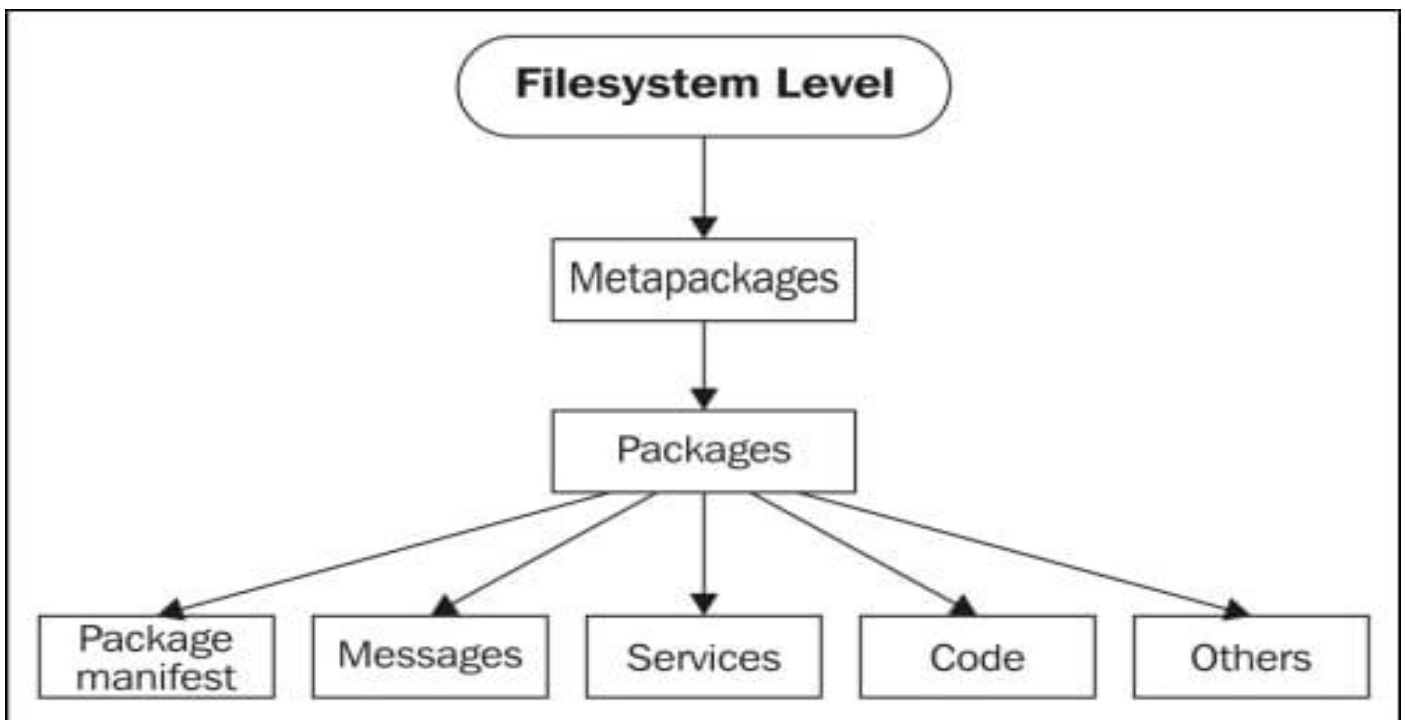 Filesystem Level
Metapackages
Packages
Package
manifest
Messages
Services
Code
Others